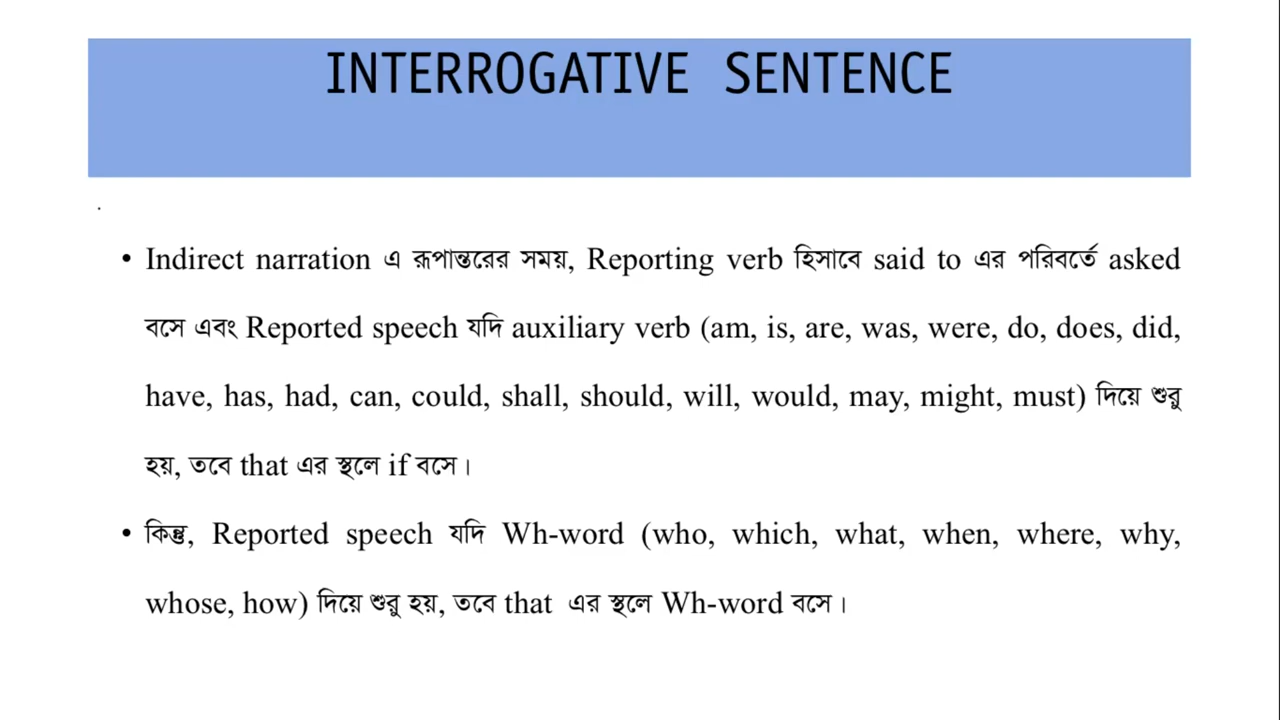 INTERROGATIVE SENTENCE
.
• Indirect narration এ রূপান্তরের সময়, Reporting verb হিসাবে said to এর পরিবর্তে asked
বসে এবং Reported speech যদি auxiliary verb (am, is, are, was, were, do, does, did,
have, has, had, can, could, shall, should, will, would, may, might, must) দিয়ে শুরু
হয়, তবে that এর স্থলে if বসে।
• কিন্তু, Reported speech যদি Wh-word (who, which, what, when, where, why,
whose, how) দিয়ে শুরু হয়, তবে that এর স্থলে Wh-word বসে।